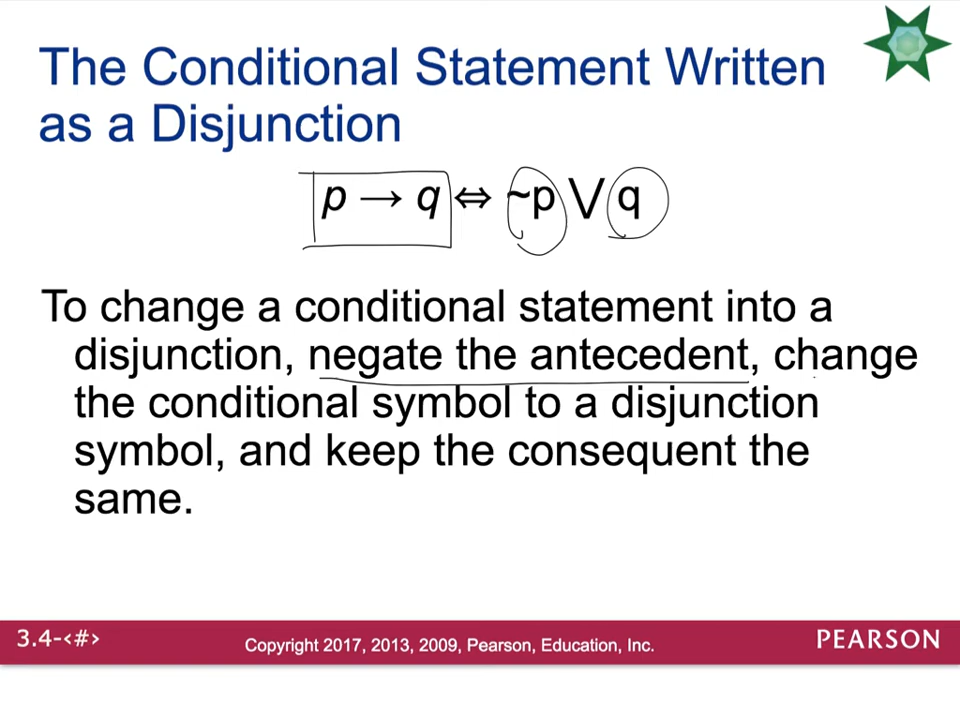 The Conditional Statement Written
as a Disjunction
p → q ⇔ ~p ⋁ q
To change a conditional statement into a
disjunction, negate the antecedent, change
the conditional symbol to a disjunction
symbol, and keep the consequent the
same.
3.4-<#>
Copyright 2017, 2013, 2009, Pearson, Education, Inc.
PEARSON